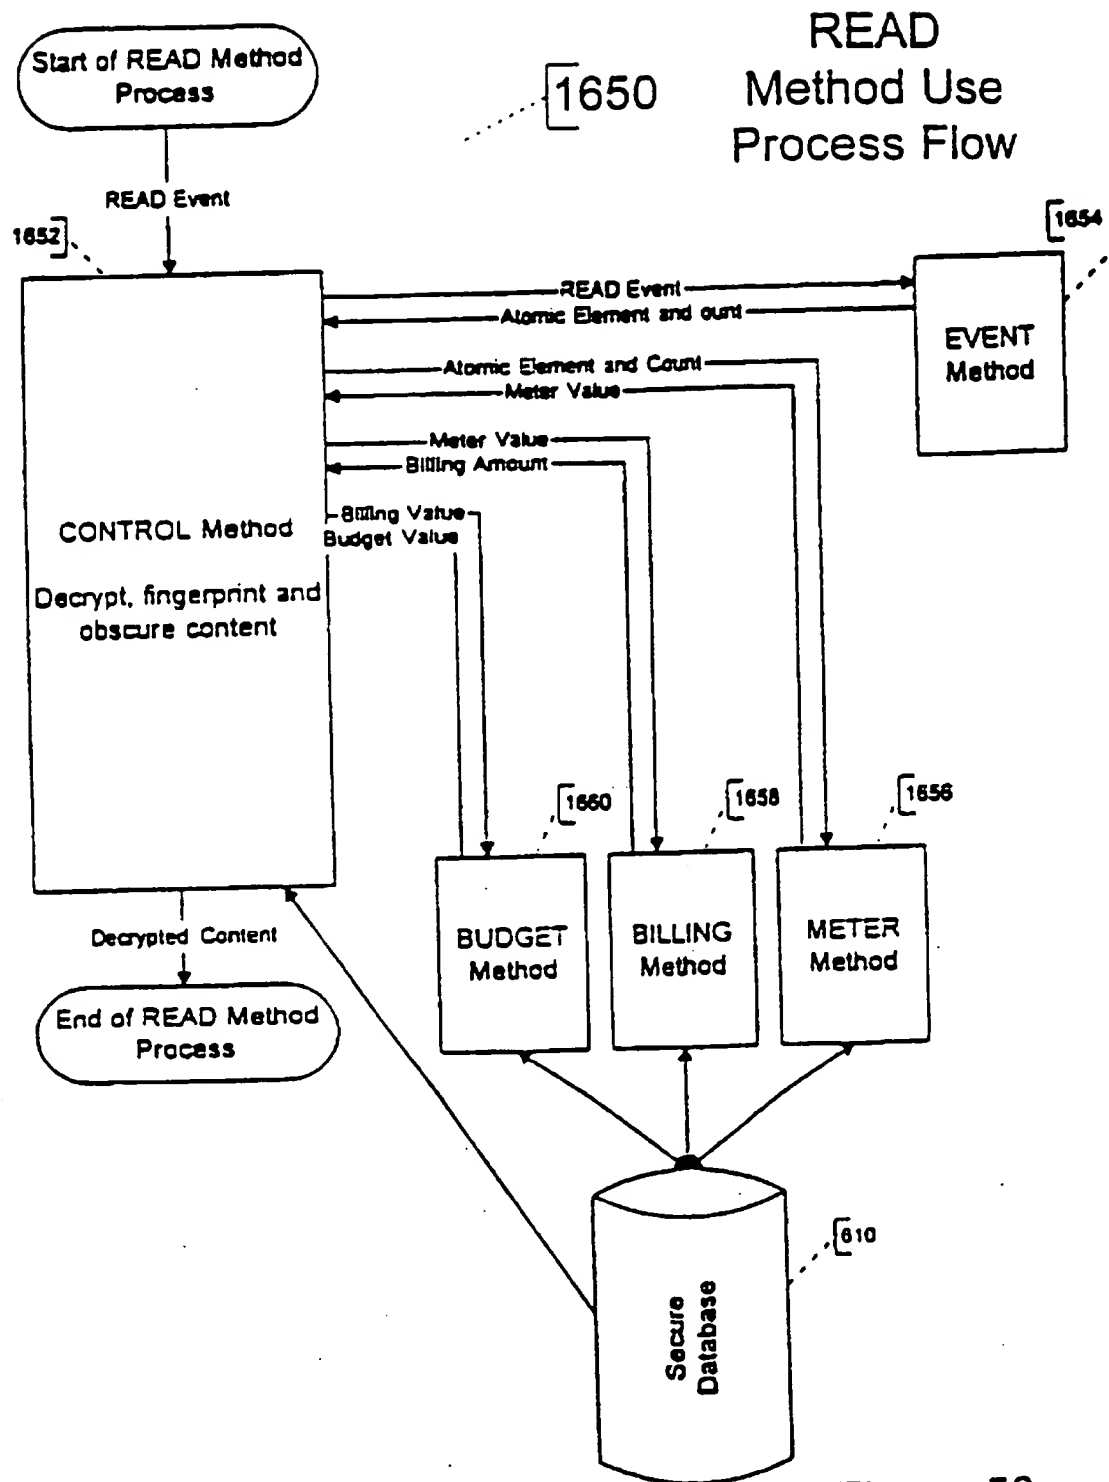 READ
Method Use
Process Flow
1650
Start of READ Method
Process
READ Event
1652
1654
READ Event
Atomic Element and ount
EVENT
Method
Atomic Element and Count
Meter Value
Meter Value
Billing Amount
Billing Value
Budget Value
CONTROL Method
Decrypt, fingerprint and
obscure content
1660
1658
1656
BUDGET
Method
BILLING
Method
METER
Method
Decrypted Content
End of READ Method
Process
610
Secure
Database